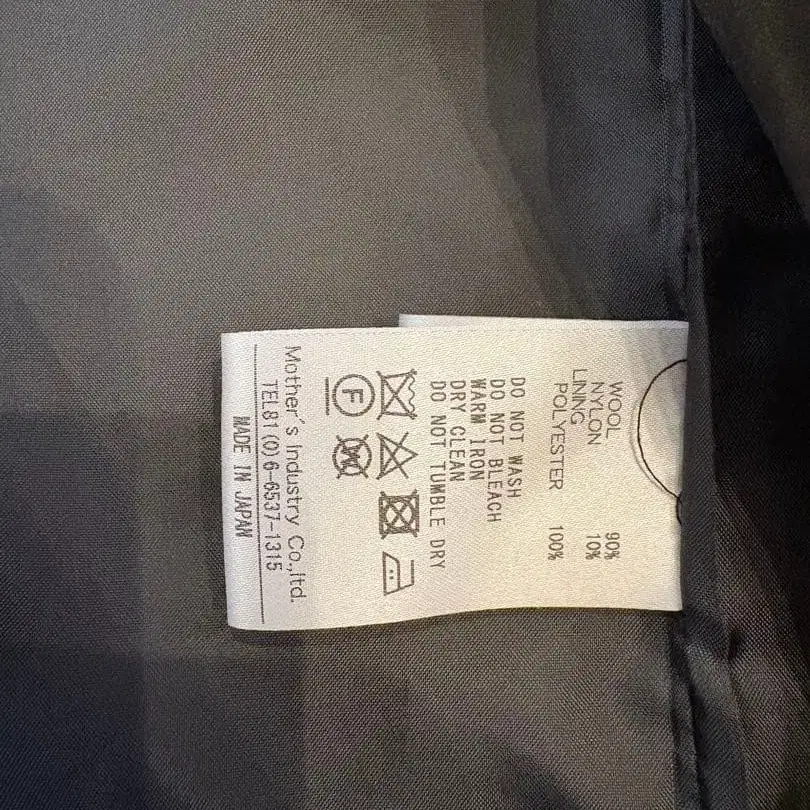 WOOL 90%
NYLON 10%
LINING
POLYESTER 100%
DO NOT WASH
DO NOT BLEACH
WARM IRON
DRY CLEAN
DO NOT TUMBLE DRY
F W
Mother's Industry Co.,ltd.
TEL81(0)6-6537-1315
MADE IN JAPAN